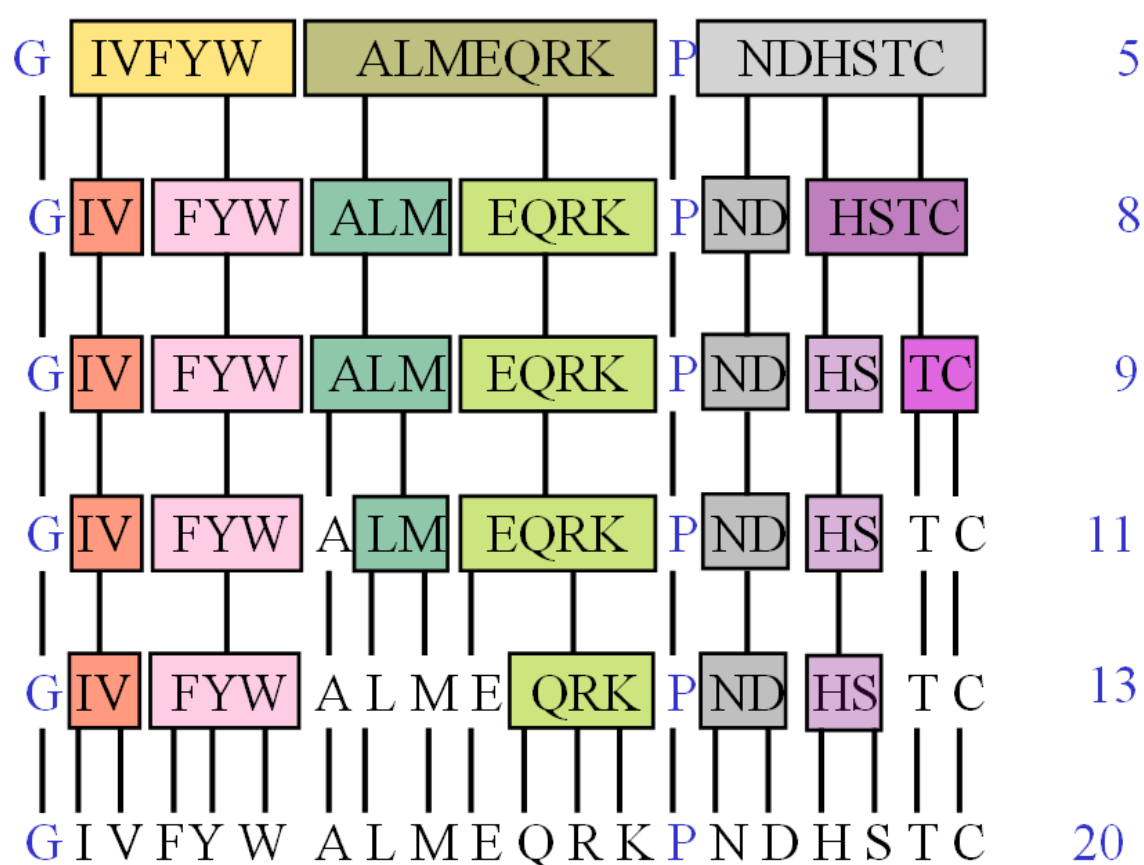 G IVFYW ALMEQRK P NDHSTC 5
G IV FYW ALM EQRK P ND HSTC 8
G IV FYW ALM EQRK P ND HS TC 9
G IV FYW A LM EQRK P ND HS T C 11
G IV FYW A L M E QRK P ND HS T C 13
G I V F Y W A L M E Q R K P N D H S T C 20